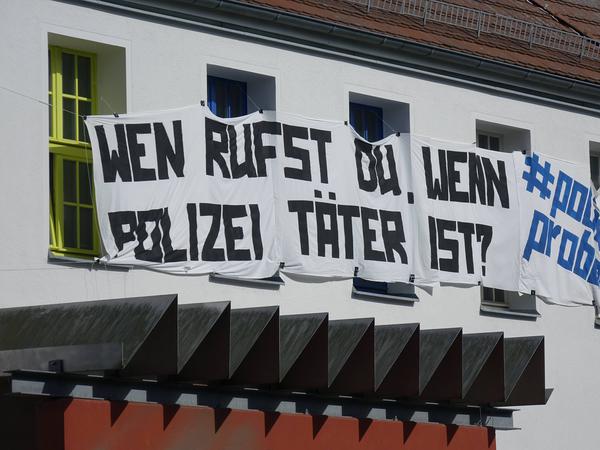 WEN RUFST DU, WENN
POLIZEI TÄTER IST?